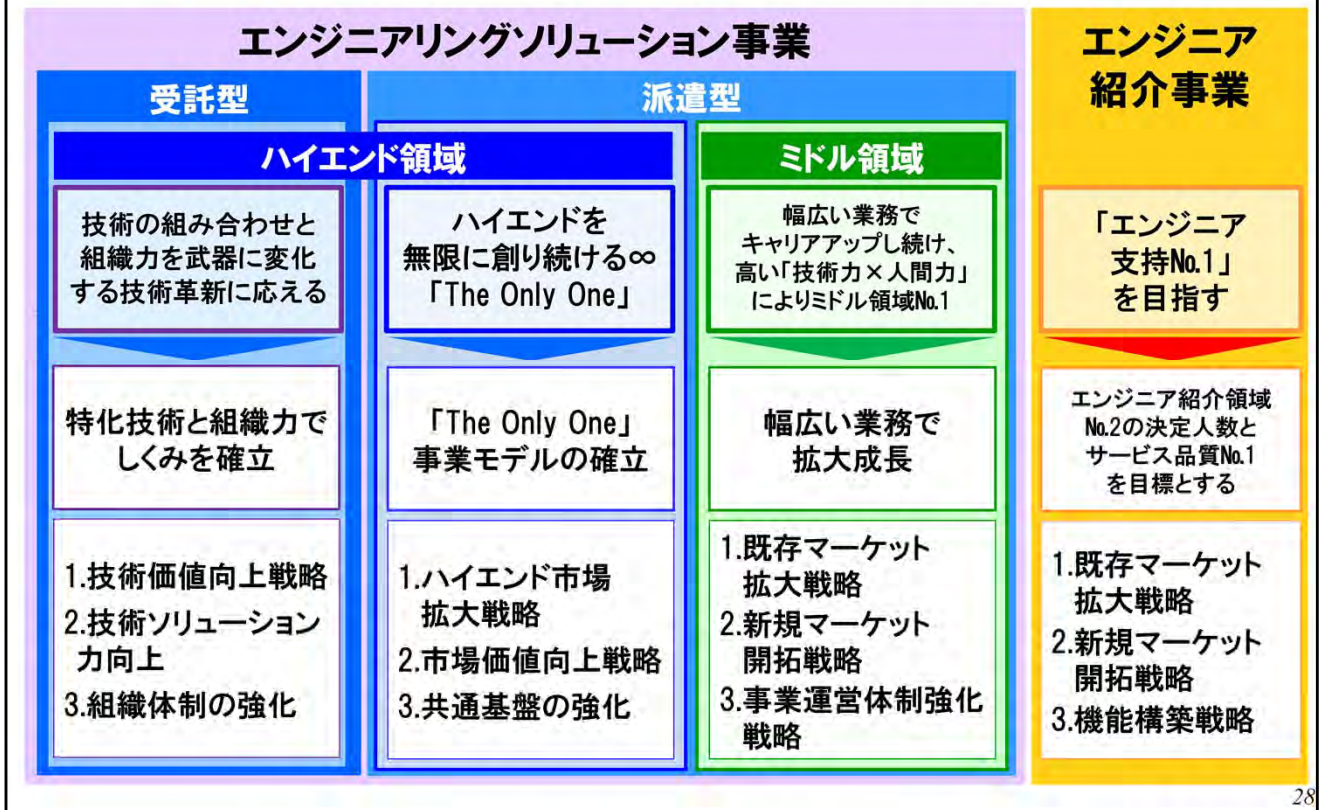 エンジニアリングソリューション事業
受託型
派遣型
ハイエンド領域
ミドル領域
技術の組み合わせと
組織力を武器に変化
する技術革新に応える
特化技術と組織力で
しくみを確立
1.技術価値向上戦略
2.技術ソリューション
力向上
3.組織体制の強化
ハイエンドを
無限に創り続ける∞
「The Only One」
「The Only One」
事業モデルの確立
1.ハイエンド市場
拡大戦略
2.市場価値向上戦略
3.共通基盤の強化
幅広い業務で
キャリアアップし続け、
高い「技術力×人間力」
によりミドル領域№1
幅広い業務で
拡大成長
1.既存マーケット
拡大戦略
2.新規マーケット
開拓戦略
3.事業運営体制強化
戦略
エンジニア
紹介事業
「エンジニア
支持№1」
を目指す
エンジニア紹介領域
№2の決定人数と
サービス品質№1
を目標とする
1.既存マーケット
拡大戦略
2.新規マーケット
開拓戦略
3.機能構築戦略
28